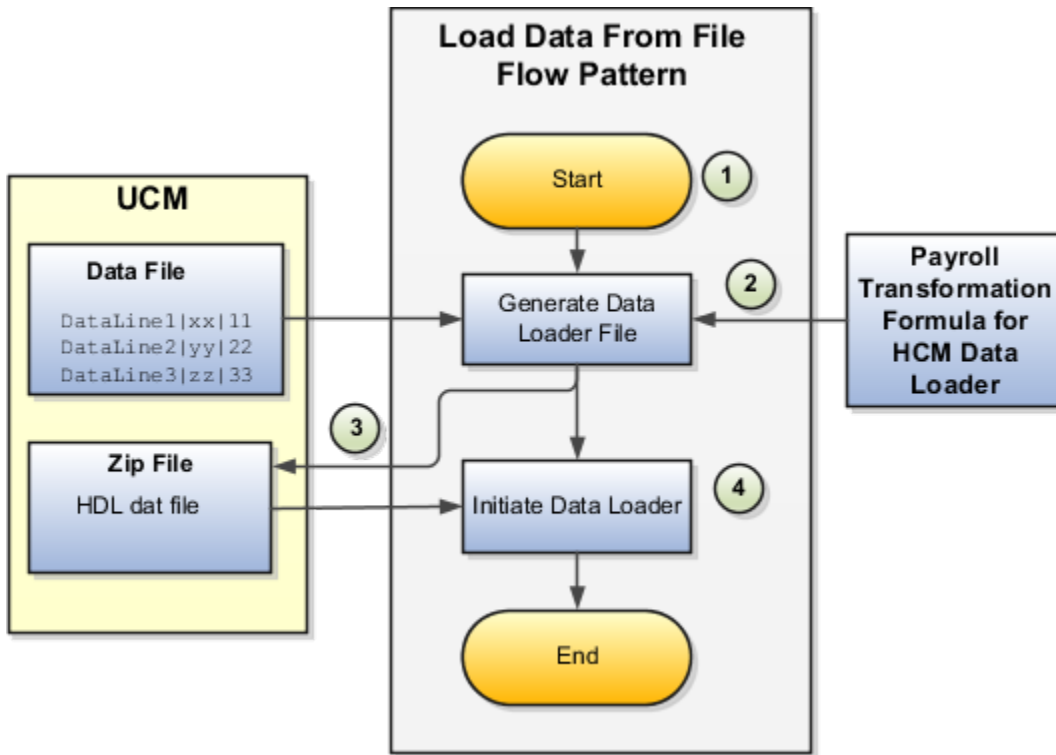 Load Data From File
Flow Pattern
Start
1
UCM
Data File
DataLine1|xx|11
DataLine2|yy|22
DataLine3|zz|33
Generate Data
Loader File
2
Payroll
Transformation
Formula for
HCM Data
Loader
3
Zip File
HDL dat file
Initiate Data Loader
4
End